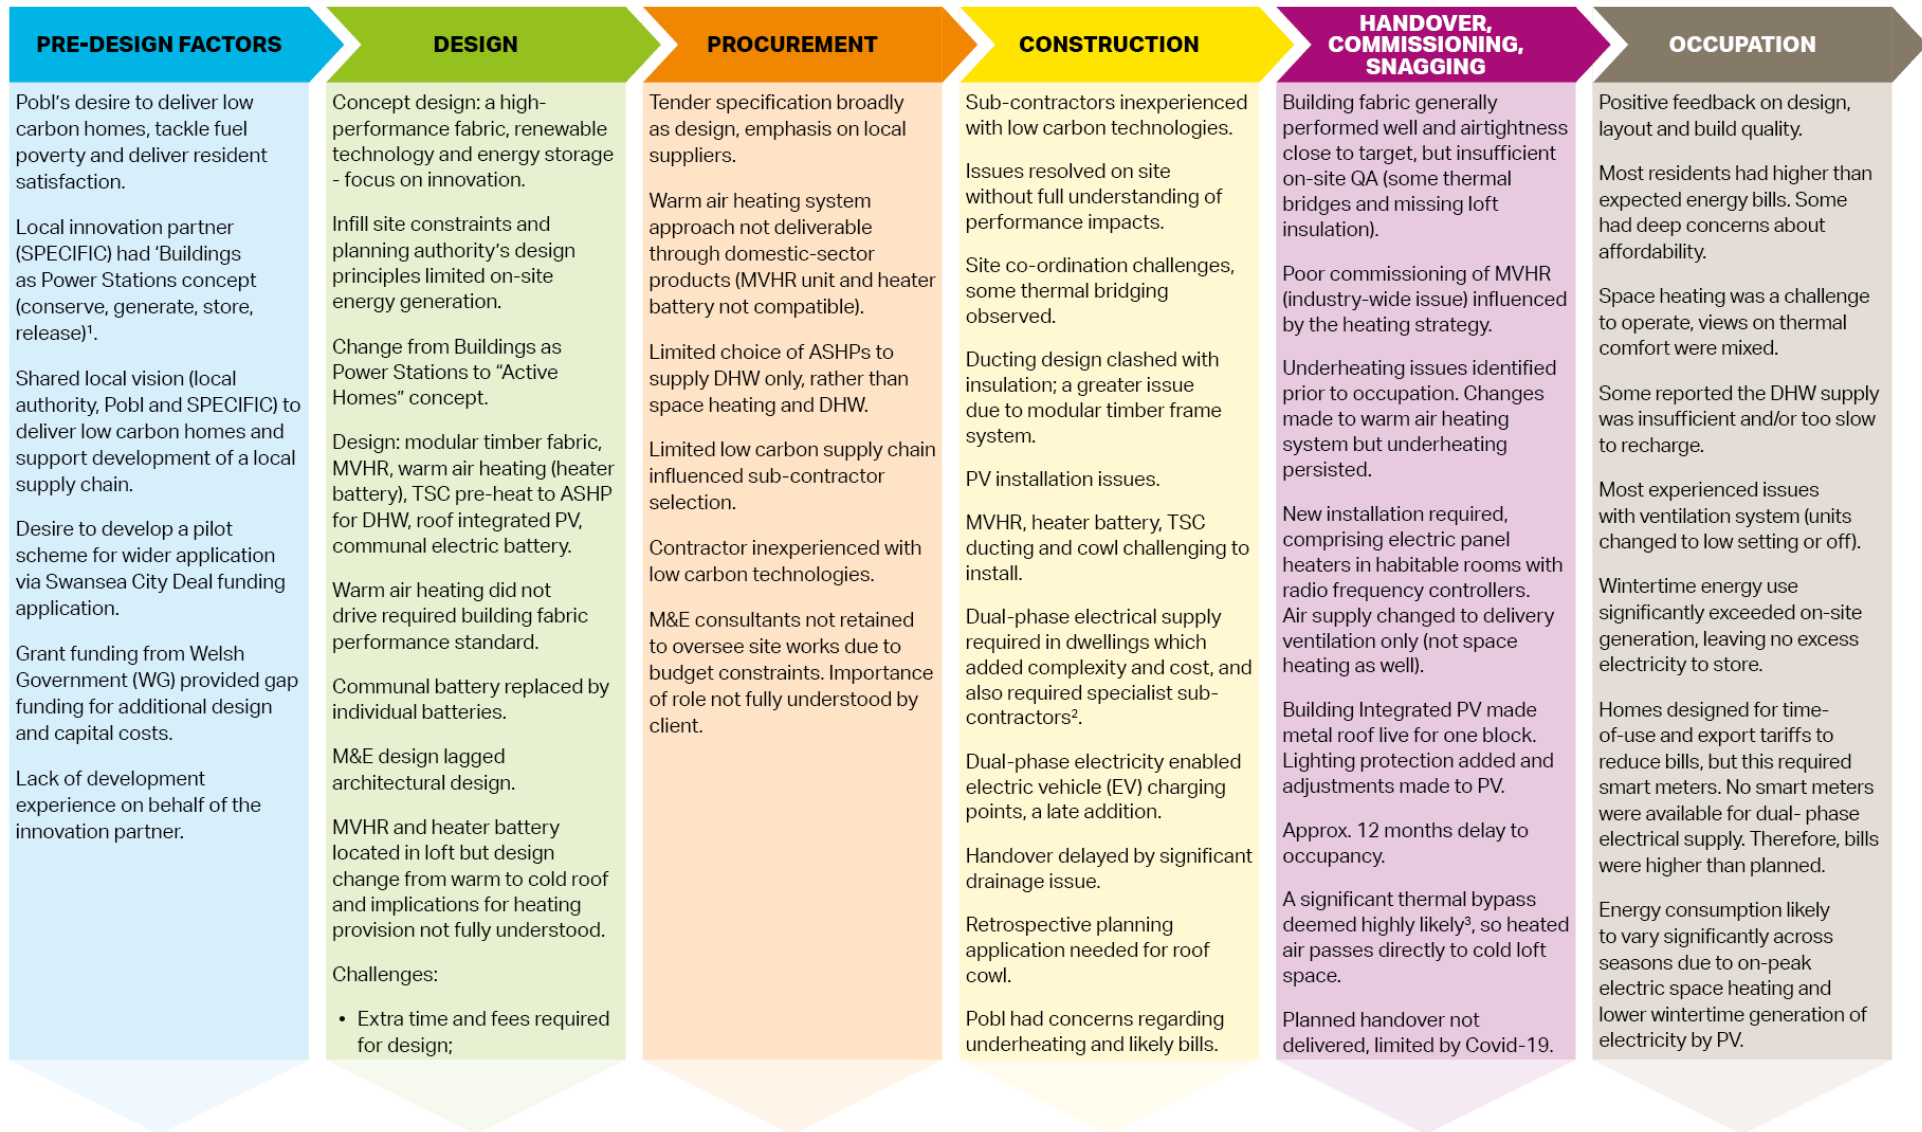 PRE-DESIGN FACTORS
Pobl's desire to deliver low
carbon homes, tackle fuel
poverty and deliver resident
satisfaction.
Local innovation partner
(SPECIFIC) had ‘Buildings
as Power Stations concept
(conserve, generate, store,
release)¹.
Shared local vision (local
authority, Pobl and SPECIFIC) to
deliver low carbon homes and
support development of a local
supply chain.
Desire to develop a pilot
scheme for wider application
via Swansea City Deal funding
application.
Grant funding from Welsh
Government (WG) provided gap
funding for additional design
and capital costs.
Lack of development
experience on behalf of the
innovation partner.
DESIGN
Concept design: a high-
performance fabric, renewable
technology and energy storage
- focus on innovation.
Infill site constraints and
planning authority's design
principles limited on-site
energy generation.
Change from Buildings as
Power Stations to “Active
Homes” concept.
Design: modular timber fabric,
MVHR, warm air heating (heater
battery), TSC pre-heat to ASHP
for DHW, roof integrated PV,
communal electric battery.
Warm air heating did not
drive required building fabric
performance standard.
Communal battery replaced by
individual batteries.
M&E design lagged
architectural design.
MVHR and heater battery
located in loft but design
change from warm to cold roof
and implications for heating
provision not fully understood.
Challenges:
• Extra time and fees required
for design;
PROCUREMENT
Tender specification broadly
as design, emphasis on local
suppliers.
Warm air heating system
approach not deliverable
through domestic-sector
products (MVHR unit and heater
battery not compatible).
Limited choice of ASHPs to
supply DHW only, rather than
space heating and DHW.
Limited low carbon supply chain
influenced sub-contractor
selection.
Contractor inexperienced with
low carbon technologies.
M&E consultants not retained
to oversee site works due to
budget constraints. Importance
of role not fully understood by
client.
CONSTRUCTION
Sub-contractors inexperienced
with low carbon technologies.
Issues resolved on site
without full understanding of
performance impacts.
Site co-ordination challenges,
some thermal bridging
observed.
Ducting design clashed with
insulation; a greater issue
due to modular timber frame
system.
PV installation issues.
MVHR, heater battery, TSC
ducting and cowl challenging to
install.
Dual-phase electrical supply
required in dwellings which
added complexity and cost, and
also required specialist sub-
contractors².
Dual-phase electricity enabled
electric vehicle (EV) charging
points, a late addition.
Handover delayed by significant
drainage issue.
Retrospective planning
application needed for roof
cowl.
Pobl had concerns regarding
underheating and likely bills.
HANDOVER,
COMMISSIONING,
SNAGGING
Building fabric generally
performed well and airtightness
close to target, but insufficient
on-site QA (some thermal
bridges and missing loft
insulation).
Poor commissioning of MVHR
(industry-wide issue) influenced
by the heating strategy.
Underheating issues identified
prior to occupation. Changes
made to warm air heating
system but underheating
persisted.
New installation required,
comprising electric panel
heaters in habitable rooms with
radio frequency controllers.
Air supply changed to delivery
ventilation only (not space
heating as well).
Building Integrated PV made
metal roof live for one block.
Lighting protection added and
adjustments made to PV.
Approx. 12 months delay to
occupancy.
A significant thermal bypass
deemed highly likely³, so heated
air passes directly to cold loft
space.
Planned handover not
delivered, limited by Covid-19.
OCCUPATION
Positive feedback on design,
layout and build quality.
Most residents had higher than
expected energy bills. Some
had deep concerns about
affordability.
Space heating was a challenge
to operate, views on thermal
comfort were mixed.
Some reported the DHW supply
was insufficient and/or too slow
to recharge.
Most experienced issues
with ventilation system (units
changed to low setting or off).
Wintertime energy use
significantly exceeded on-site
generation, leaving no excess
electricity to store.
Homes designed for time-
of-use and export tariffs to
reduce bills, but this required
smart meters. No smart meters
were available for dual- phase
electrical supply. Therefore, bills
were higher than planned.
Energy consumption likely
to vary significantly across
seasons due to on-peak
electric space heating and
lower wintertime generation of
electricity by PV.